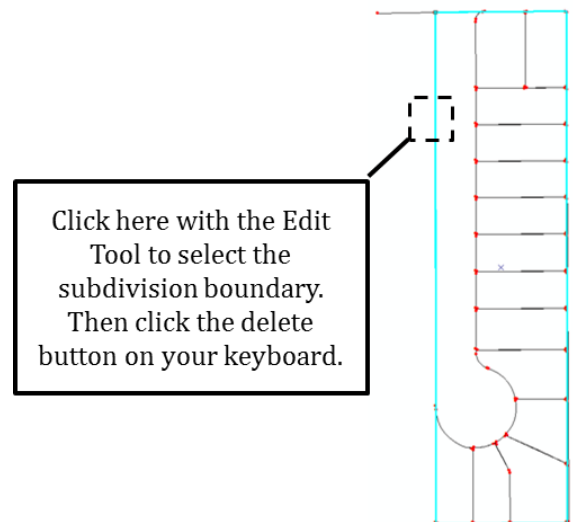 Click here with the Edit
Tool to select the
subdivision boundary.
Then click the delete
button on your keyboard.